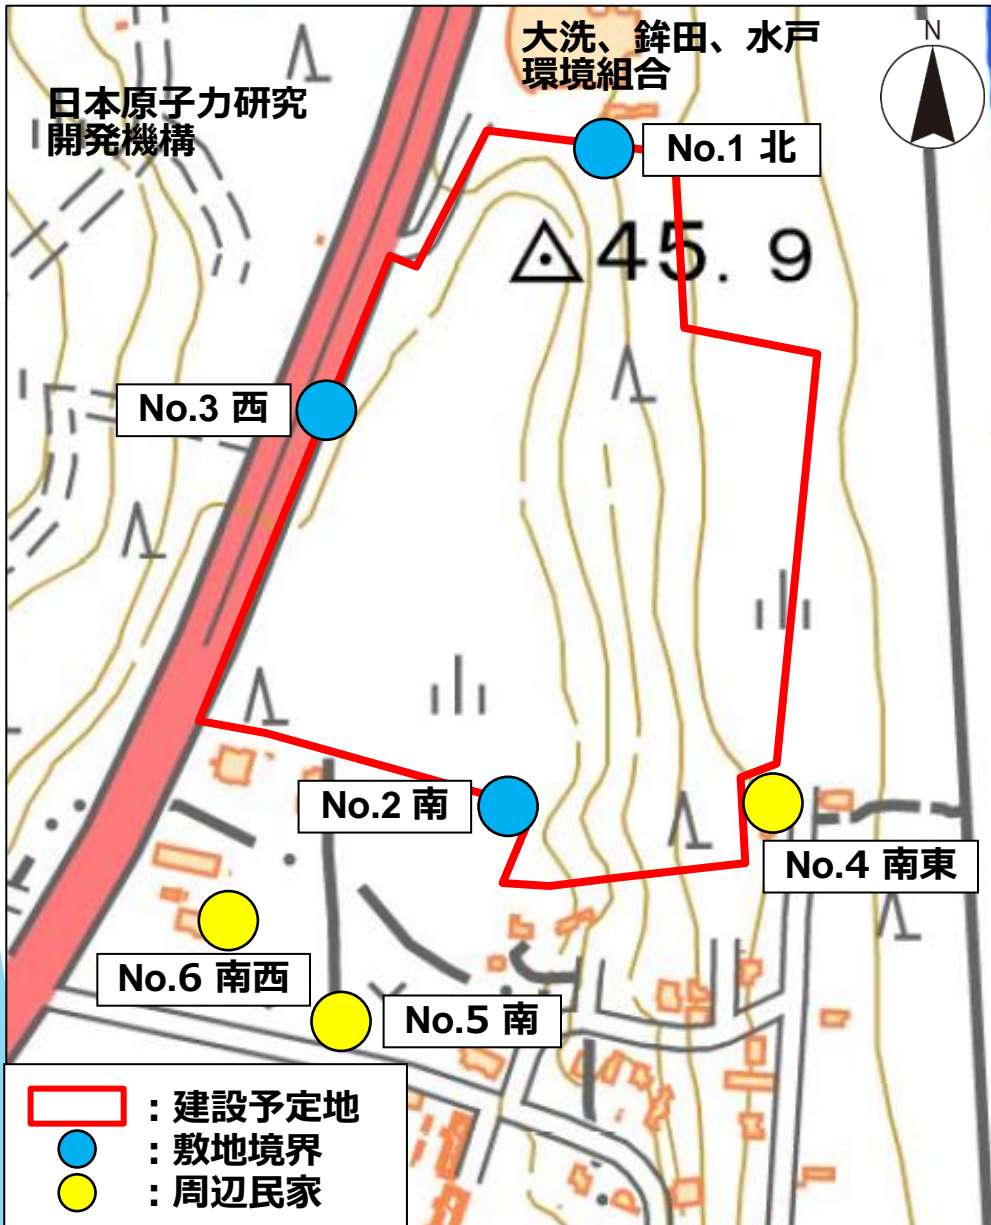 大洗、鉾田、水戸
環境組合
N
日本原子力研究
開発機構
No.1 北
45.9
No.3 西
No.2 南
No.4 南東
No.6 南西
No.5 南
：建設予定地
：敷地境界
：周辺民家